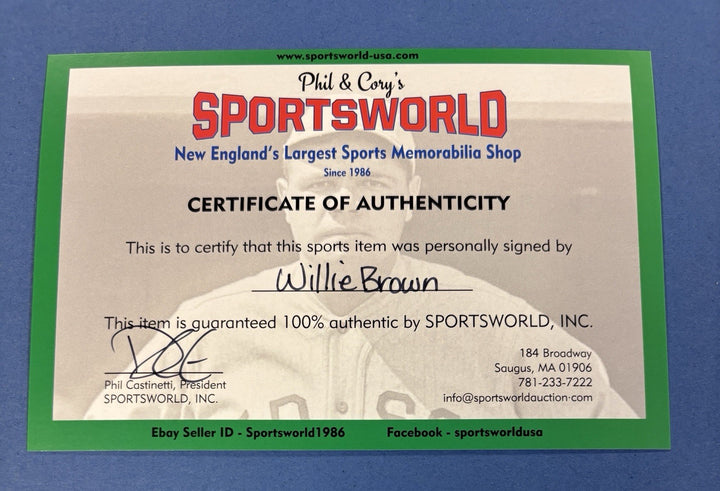 www.sportsworld-usa.com
Phil & Cory's
SPORTSWORLD
New England's Largest Sports Memorabilia Shop
Since 1986
CERTIFICATE OF AUTHENTICITY
This is to certify that this sports item was personally signed by
Willie Brown
This item is guaranteed 100% authentic by SPORTSWORLD, INC.
Phil Castinetti, President
SPORTSWORLD, INC.
184 Broadway
Saugus, MA 01906
781-233-7222
info@sportsworldauction.com
Ebay Seller ID - Sportsworld1986 Facebook - sportsworldusa